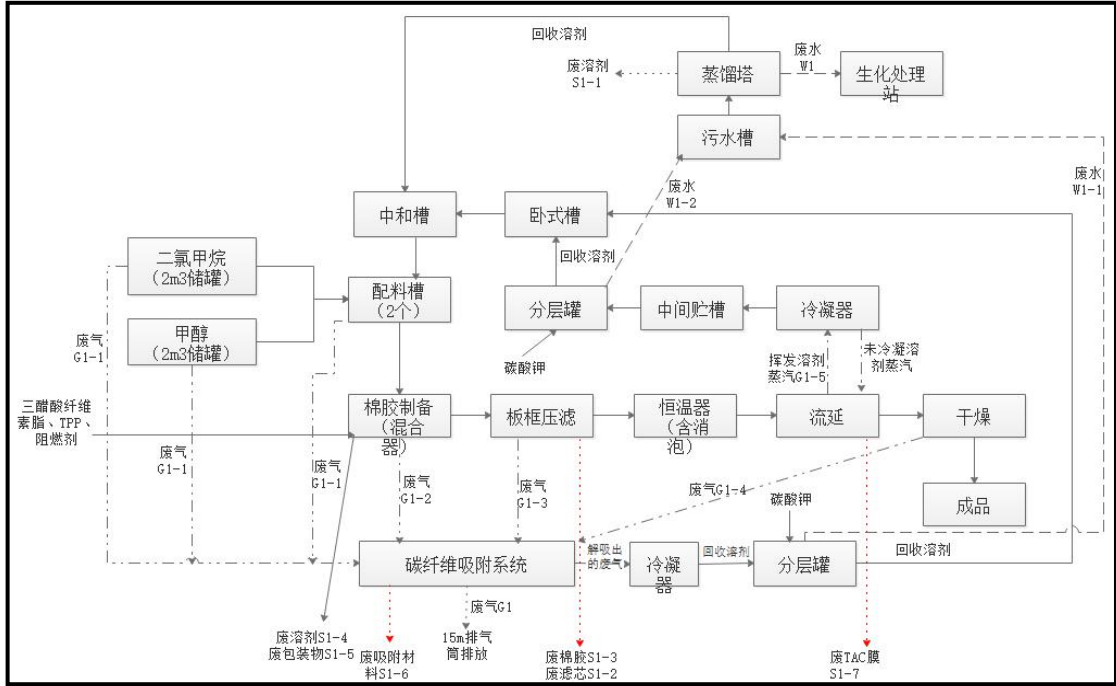 回收溶剂
废溶剂
S1-1
蒸馏塔
废水
W1
生化处理
站
污水槽
废水
W1-2
废水
W1-1
中和槽
卧式槽
二氯甲烷
（2m3储罐）
回收溶剂
配料槽
（2个）
分层罐
中间贮槽
冷凝器
甲醇
（2m3储罐）
废气
G1-1
碳酸钾
挥发溶剂
蒸汽G1-5
未冷凝溶
剂蒸汽
三醋酸纤维
素脂、TPP、
阻燃剂
棉胶制备
（混合
器）
板框压滤
恒温器
（含消
泡）
流延
干燥
废气
G1-1
废气
G1-1
废气
G1-2
废气
G1-3
废气G1-4
碳酸钾
成品
碳纤维吸附系统
解吸出
的废气
冷凝
器
回收溶剂
分层罐
回收溶剂
废气G1
废溶剂S1-4
废包装物S1-5
废吸附材
料S1-6
15m排气
筒排放
废棉胶S1-3
废滤芯S1-2
废TAC膜
S1-7